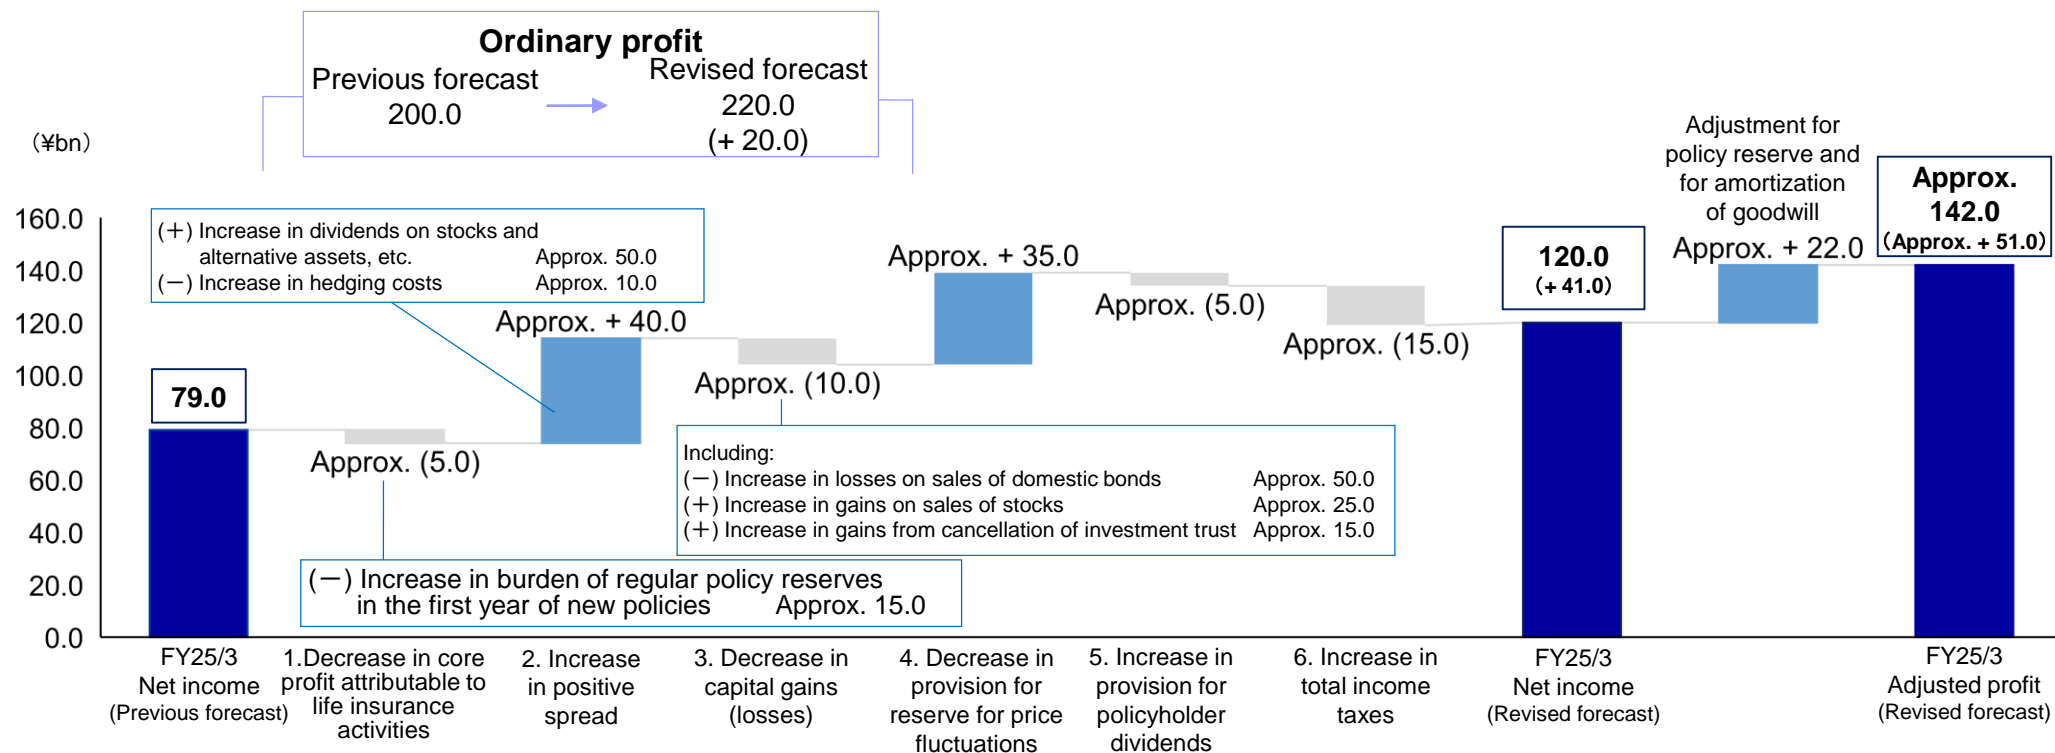 Ordinary profit
Previous forecast
200.0
Revised forecast
220.0
(+ 20.0)
（¥bn）
160.0
140.0
120.0
100.0
80.0
60.0
40.0
20.0
0.0
(＋) Increase in dividends on stocks and
alternative assets, etc. Approx. 50.0
(－) Increase in hedging costs Approx. 10.0
79.0
Approx. (5.0)
Approx. + 40.0
Approx. (10.0)
Approx. + 35.0
Approx. (5.0)
Approx. (15.0)
120.0
(+ 41.0)
Adjustment for
policy reserve and
for amortization
of goodwill
Approx. + 22.0
Approx.
142.0
(Approx. + 51.0)
Including:
(－) Increase in losses on sales of domestic bonds Approx. 50.0
(＋) Increase in gains on sales of stocks Approx. 25.0
(＋) Increase in gains from cancellation of investment trust Approx. 15.0
(－) Increase in burden of regular policy reserves
in the first year of new policies Approx. 15.0
FY25/3
Net income
(Previous forecast)
1.Decrease in core
profit attributable to
life insurance
activities
2. Increase
in positive
spread
3. Decrease in
capital gains
(losses)
4. Decrease in
provision for
reserve for price
fluctuations
5. Increase in
provision for
policyholder
dividends
6. Increase in
total income
taxes
FY25/3
Net income
(Revised forecast)
FY25/3
Adjusted profit
(Revised forecast)